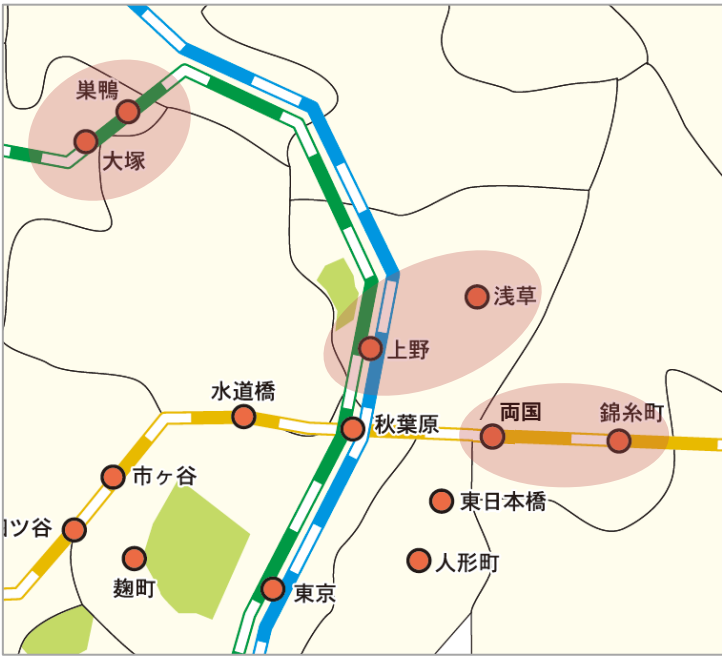 巣鴨
大塚
浅草
上野
水道橋
秋葉原
両国
錦糸町
市ヶ谷
東日本橋
ツ谷
麹町
人形町
東京